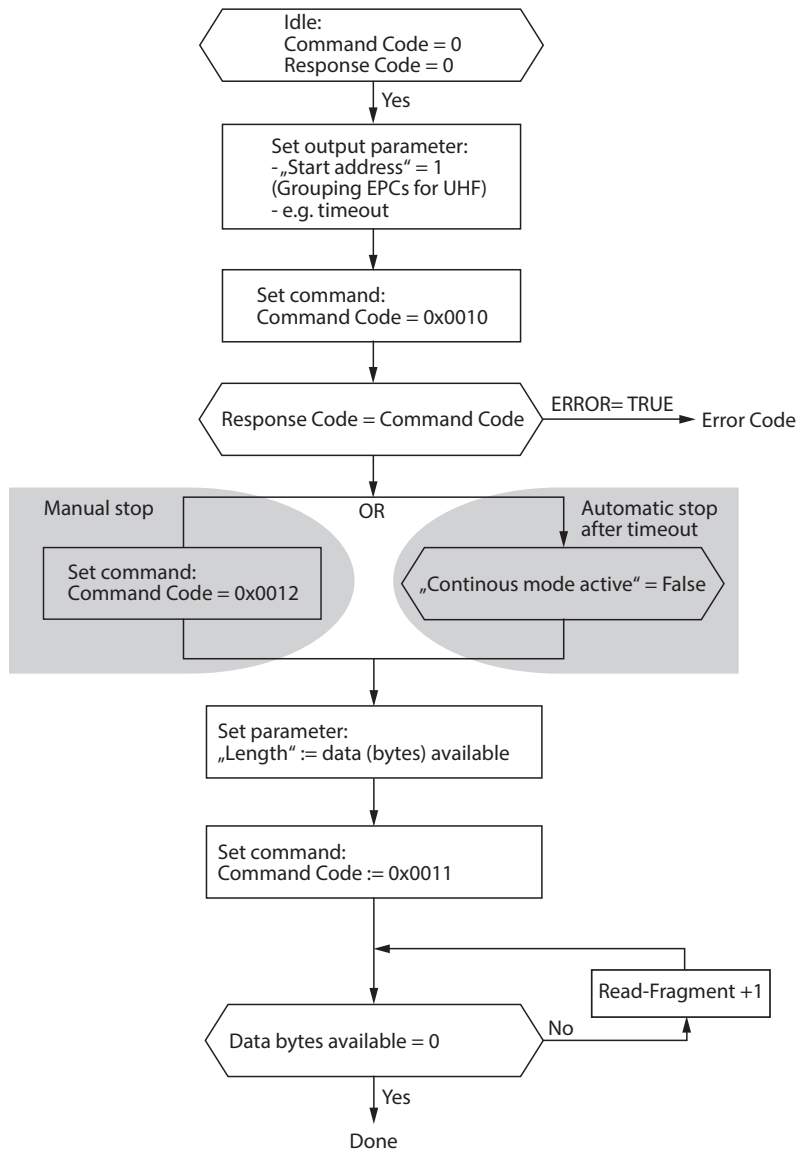 Idle:
Command Code = 0
Response Code = 0
Yes
Set output parameter:
-„Start address“ = 1
(Grouping EPCs for UHF)
- e.g. timeout
Set command:
Command Code = 0x0010
Response Code = Command Code
ERROR= TRUE
Error Code
OR
Manual stop
Set command:
Command Code = 0x0012
Automatic stop
after timeout
„Continous mode active“ = False
Set parameter:
„Length“ := data (bytes) available
Set command:
Command Code := 0x0011
Read-Fragment +1
Data bytes available = 0
No
Yes
Done